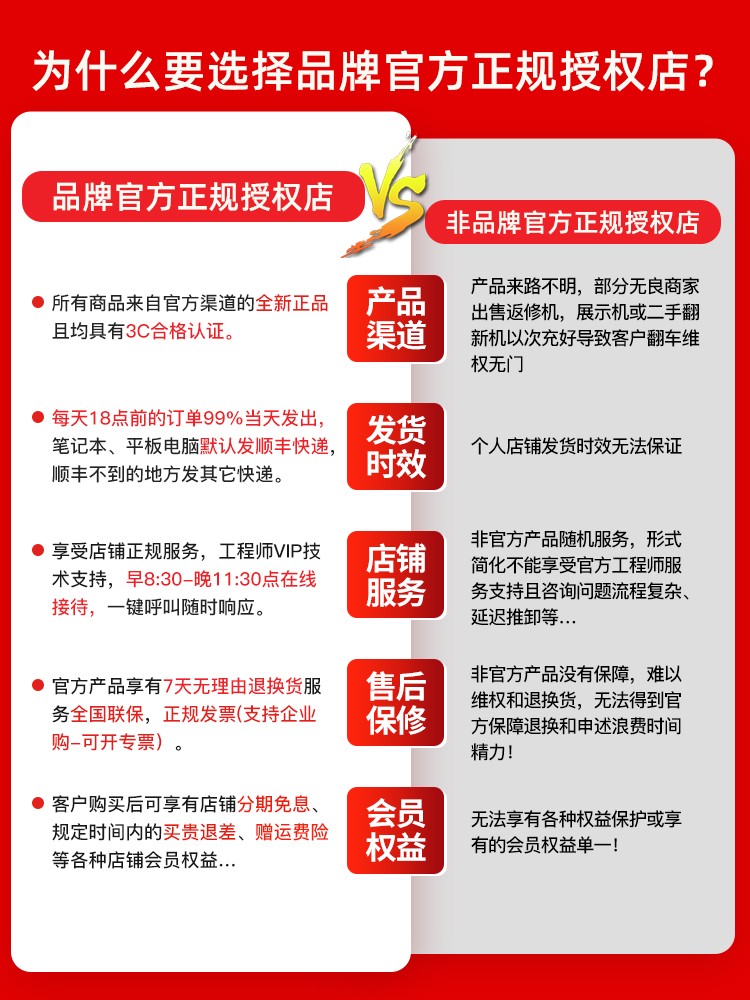 为什么要选择品牌官方正规授权店？
VS
品牌官方正规授权店
非品牌官方正规授权店
所有商品来自官方渠道的全新正品
且均具有3C合格认证。
产品
渠道
产品来路不明，部分无良商家
出售返修机，展示机或二手翻
新机以次充好导致客户翻车维
权无门
每天18点前的订单99%当天发出，
笔记本、平板电脑默认发顺丰快递，
顺丰不到的地方发其它快递。
发货
时效
个人店铺发货时效无法保证
享受店铺正规服务，工程师VIP技
术支持，早8:30-晚11:30点在线
接待，一键呼叫随时响应。
店铺
服务
非官方产品随机服务，形式
简化不能享受官方工程师服
务支持且咨询问题流程复杂、
延迟推卸等...
官方产品享有7天无理由退换货服
务全国联保，正规发票(支持企业
购-可开专票）。
售后
保修
非官方产品没有保障，难以
维权和退换货，无法得到官
方保障退换和申述浪费时间
精力！
客户购买后可享有店铺分期免息、
规定时间内的买贵退差、赠运费险
等各种店铺会员权益...
会员
权益
无法享有各种权益保护或享
有的会员权益单一！